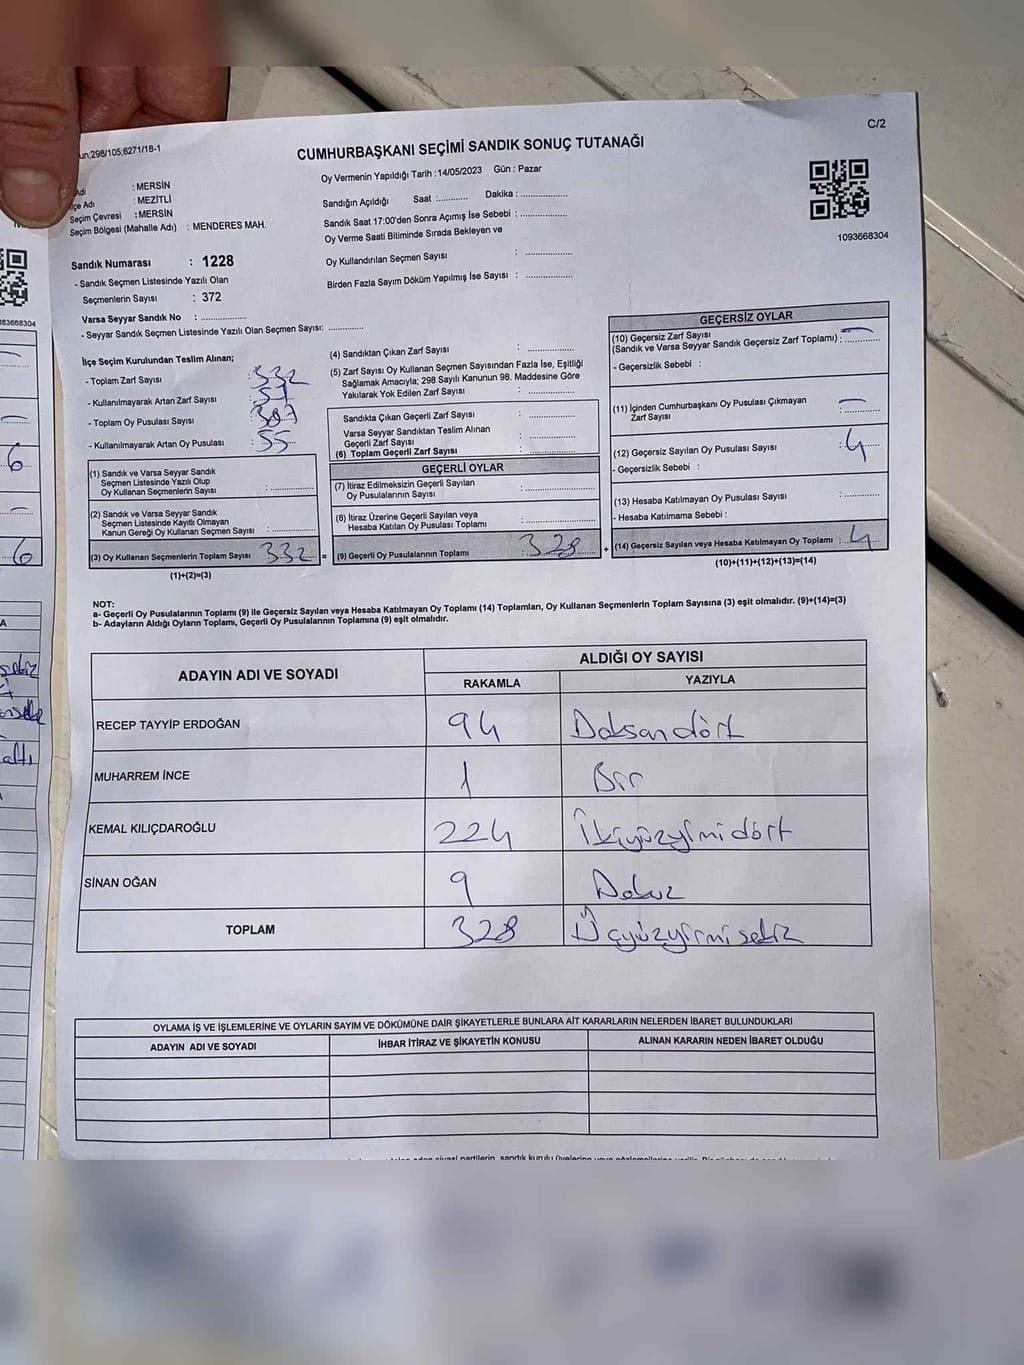 un:298/105;6271/18-1
C/2
CUMHURBAŞKANI SEÇİMİ SANDIK SONUÇ TUTANAĞI
Adı : MERSİN
İlçe Adı : MEZİTLİ
Seçim Çevresi : MERSİN
Seçim Bölgesi (Mahalle Adı) : MENDERES MAH.
Oy Vermenin Yapıldığı Tarih : 14/05/2023 Gün : Pazar
Sandığın Açıldığı Saat :............ Dakika : ...............
Sandık Saat 17:00'den Sonra Açımış İse Sebebi : ...............
Oy Verme Saati Bitiminde Sırada Bekleyen ve
Oy Kullandırılan Seçmen Sayısı : ...............
Birden Fazla Sayım Döküm Yapılmış İse Sayısı : ...............
1093668304
Sandık Numarası : 1228
- Sandık Seçmen Listesinde Yazılı Olan
Seçmenlerin Sayısı : 372
Varsa Seyyar Sandık No : ...............
- Seyyar Sandık Seçmen Listesinde Yazılı Olan Seçmen Sayısı: ............
İlçe Seçim Kurulundan Teslim Alınan;
- Toplam Zarf Sayısı :
- Kullanılmayarak Artan Zarf Sayısı :
- Toplam Oy Pusulası Sayısı : 387
- Kullanılmayarak Artan Oy Pusulası : 55
(1) Sandık ve Varsa Seyyar Sandık
Seçmen Listesinde Yazılı Olup
Oy Kullanan Seçmenlerin Sayısı : ............
(2) Sandık ve Varsa Seyyar Sandık
Seçmen Listesinde Kayıtlı Olmayan
Kanun Gereği Oy Kullanan Seçmen Sayısı : ............
(3) Oy Kullanan Seçmenlerin Toplam Sayısı 332 =
(1)+(2)=(3)
(4) Sandıktan Çıkan Zarf Sayısı : ............
(5) Zarf Sayısı Oy Kullanan Seçmen Sayısından Fazla İse, Eşitliği
Sağlamak Amacıyla; 298 Sayılı Kanunun 98. Maddesine Göre
Yakılarak Yok Edilen Zarf Sayısı : ............
Sandıkta Çıkan Geçerli Zarf Sayısı : ............
Varsa Seyyar Sandıktan Teslim Alınan
Geçerli Zarf Sayısı : ............
(6) Toplam Geçerli Zarf Sayısı : ............
GEÇERLİ OYLAR
(7) İtiraz Edilmeksizin Geçerli Sayılan
Oy Pusulalarının Sayısı : ............
(8) İtiraz Üzerine Geçerli Sayılan veya
Hesaba Katılan Oy Pusulası Toplamı : ............
(9) Geçerli Oy Pusulalarının Toplamı : 328 +
GEÇERSİZ OYLAR
(10) Geçersiz Zarf Sayısı
(Sandık ve Varsa Seyyar Sandık Geçersiz Zarf Toplamı) : —
- Geçersizlik Sebebi :
(11) İçinden Cumhurbaşkanı Oy Pusulası Çıkmayan
Zarf Sayısı : —
(12) Geçersiz Sayılan Oy Pusulası Sayısı : 4
- Geçersizlik Sebebi :
(13) Hesaba Katılmayan Oy Pusulası Sayısı : ............
- Hesaba Katılmama Sebebi :
(14) Geçersiz Sayılan veya Hesaba Katılmayan Oy Toplamı : 4
(10)+(11)+(12)+(13)=(14)
NOT:
a- Geçerli Oy Pusulalarının Toplamı (9) ile Geçersiz Sayılan veya Hesaba Katılmayan Oy Toplamı (14) Toplamları, Oy Kullanan Seçmenlerin Toplam Sayısına (3) eşit olmalıdır. (9)+(14)=(3)
b- Adayların Aldığı Oyların Toplamı, Geçerli Oy Pusulalarının Toplamına (9) eşit olmalıdır.
ADAYIN ADI VE SOYADI ALDIĞI OY SAYISI
RAKAMLA YAZIYLA
RECEP TAYYİP ERDOĞAN 94 Doksandört
MUHARREM İNCE 1 Bir
KEMAL KILIÇDAROĞLU 224 İkiyüzyirmidört
SİNAN OĞAN 9 Dokuz
TOPLAM 328 Üçyüzyirmisekiz
OYLAMA İŞ VE İŞLEMLERİNE VE OYLARIN SAYIM VE DÖKÜMÜNE DAİR ŞİKAYETLERLE BUNLARA AİT KARARLARIN NELERDEN İBARET BULUNDUKLARI
ADAYIN ADI VE SOYADI İHBAR İTİRAZ VE ŞİKAYETİN KONUSU ALINAN KARARIN NEDEN İBARET OLDUĞU